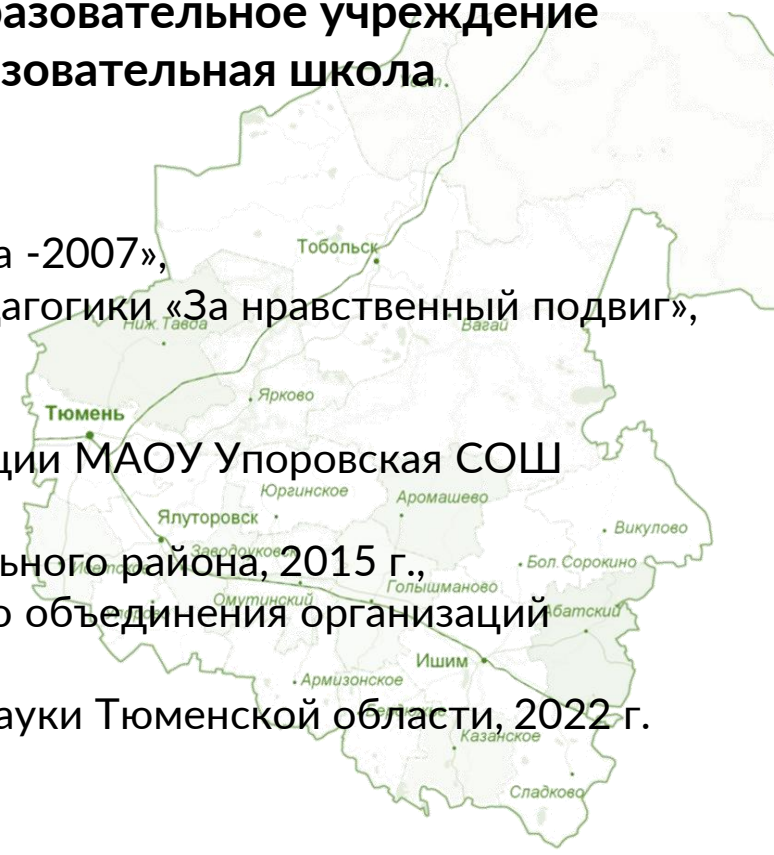 разовательное учреждение
зовательная школа
Тобольск
а -2007»,
агогики «За нравственный подвиг»,
Ниж. Тавда
Вагай
Ярково
Тюмень
ции МАОУ Упоровская СОШ
Юргинское
Аромашево
Ялуторовск
Викулово
Заводоуковск
Бол. Сорокино
ьного района, 2015 г.,
Голышманово
Омутинский
о объединения организаций
Абатский
Ишим
Армизонское
ауки Тюменской области, 2022 г.
Казанское
Сладково